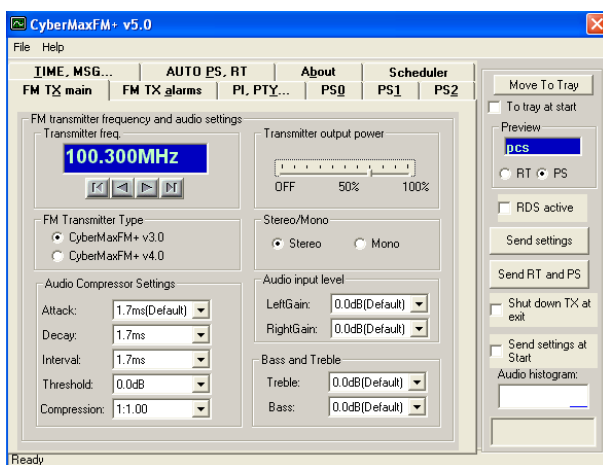 CyberMaxFM+ v5.0
File Help
TIME, MSG... AUTO PS, RT About Scheduler
FM TX main FM TX alarms PI, PTY... PS0 PS1 PS2
FM transmitter frequency and audio settings
Transmitter freq.
100.300MHz
Transmitter output power
OFF 50% 100%
FM Transmitter Type
CyberMaxFM+ v3.0
CyberMaxFM+ v4.0
Stereo/Mono
Stereo Mono
Audio Compressor Settings
Attack: 1.7ms(Default)
Decay: 1.7ms
Interval: 1.7ms
Threshold: 0.0dB
Compression: 1:1.00
Audio input level
LeftGain: 0.0dB(Default)
RightGain: 0.0dB(Default)
Bass and Treble
Treble: 0.0dB(Default)
Bass: 0.0dB(Default)
Move To Tray
To tray at start
Preview
pcs
RT PS
RDS active
Send settings
Send RT and PS
Shut down TX at
exit
Send settings at
Start
Audio histogram:
Ready